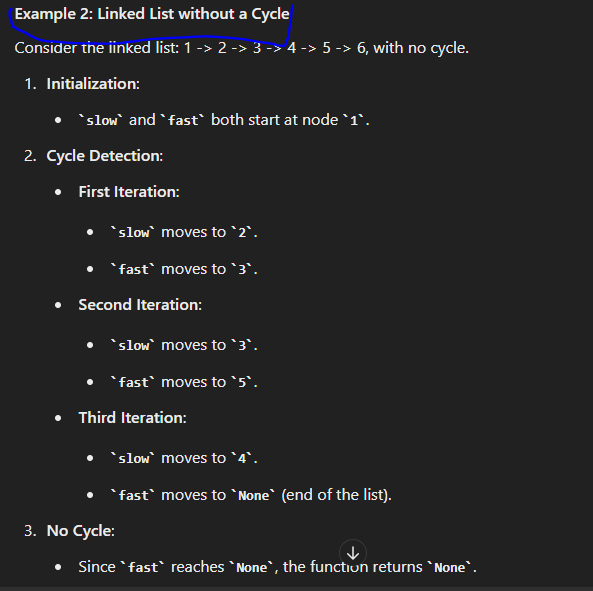 Example 2: Linked List without a Cycle
Consider the linked list: 1 -> 2 -> 3 -> 4 -> 5 -> 6, with no cycle.
1. Initialization:
• `slow` and `fast` both start at node `1`.
2. Cycle Detection:
• First Iteration:
• `slow` moves to `2`.
• `fast` moves to `3`.
• Second Iteration:
• `slow` moves to `3`.
• `fast` moves to `5`.
• Third Iteration:
• `slow` moves to `4`.
• `fast` moves to `None` (end of the list).
3. No Cycle:
• Since `fast` reaches `None`, the function returns `None`.